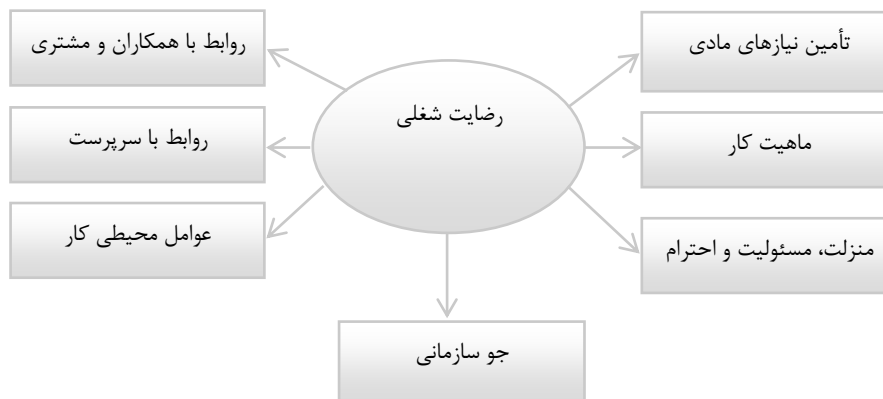 تأمین نیازهای مادی
روابط با همکاران و مشتری
رضایت شغلی
ماهیت کار
روابط با سرپرست
منزلت، مسئولیت و احترام
عوامل محیطی کار
جو سازمانی